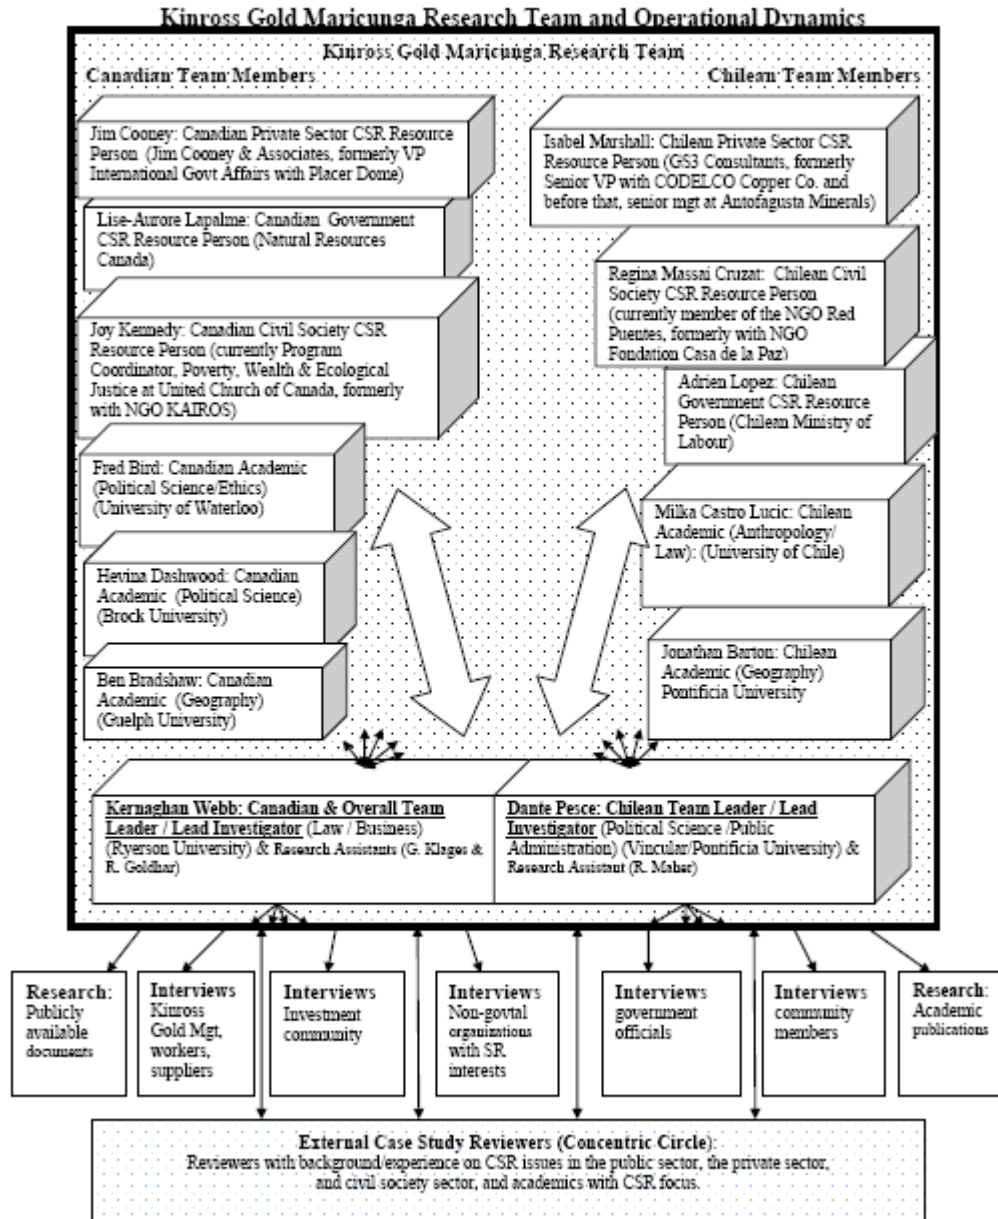 Kinross Gold Maricunga Research Team and Operational Dynamics
Kinross Gold Maricunga Research Team
Canadian Team Members
Chilean Team Members
Jim Cooney: Canadian Private Sector CSR Resource
Person (Jim Cooney & Associates, formerly VP
International Govt Affairs with Placer Dome)
Lise-Aurore Lapalme: Canadian Government
CSR Resource Person (Natural Resources
Canada)
Joy Kennedy: Canadian Civil Society CSR
Resource Person (currently Program
Coordinator, Poverty, Wealth & Ecological
Justice at United Church of Canada, formerly
with NGO KAIROS)
Fred Bird: Canadian Academic
(Political Science/Ethics)
(University of Waterloo)
Hevina Dashwood: Canadian
Academic (Political Science)
(Brock University)
Ben Bradshaw: Canadian
Academic (Geography)
(Guelph University)
Isabel Marshall: Chilean Private Sector CSR
Resource Person (GS3 Consultants, formerly
Senior VP with CODELCO Copper Co. and
before that, senior mgt at Antofagusta Minerals)
Regina Massai Cruzat: Chilean Civil
Society CSR Resource Person
(currently member of the NGO Red
Puentes, formerly with NGO
Fondation Casa de la Paz)
Adrien Lopez: Chilean
Government CSR Resource
Person (Chilean Ministry of
Labour)
Milka Castro Lucic: Chilean
Academic (Anthropology/
Law): (University of Chile)
Jonathan Barton: Chilean
Academic (Geography)
Pontificia University
Kernaghan Webb: Canadian & Overall Team
Leader / Lead Investigator (Law / Business)
(Ryerson University) & Research Assistants (G. Klages &
R. Goldhar)
Dante Pesce: Chilean Team Leader / Lead
Investigator (Political Science /Public
Administration) (Vincular/Pontificia University) &
Research Assistant (R. Maher)
Research:
Publicly
available
documents
Interviews
Kinross
Gold Mgt,
workers,
suppliers
Interviews
Investment
community
Interviews
Non-govtal
organizations
with SR
interests
Interviews
government
officials
Interviews
community
members
Research:
Academic
publications
External Case Study Reviewers (Concentric Circle):
Reviewers with background/experience on CSR issues in the public sector, the private sector,
and civil society sector, and academics with CSR focus.